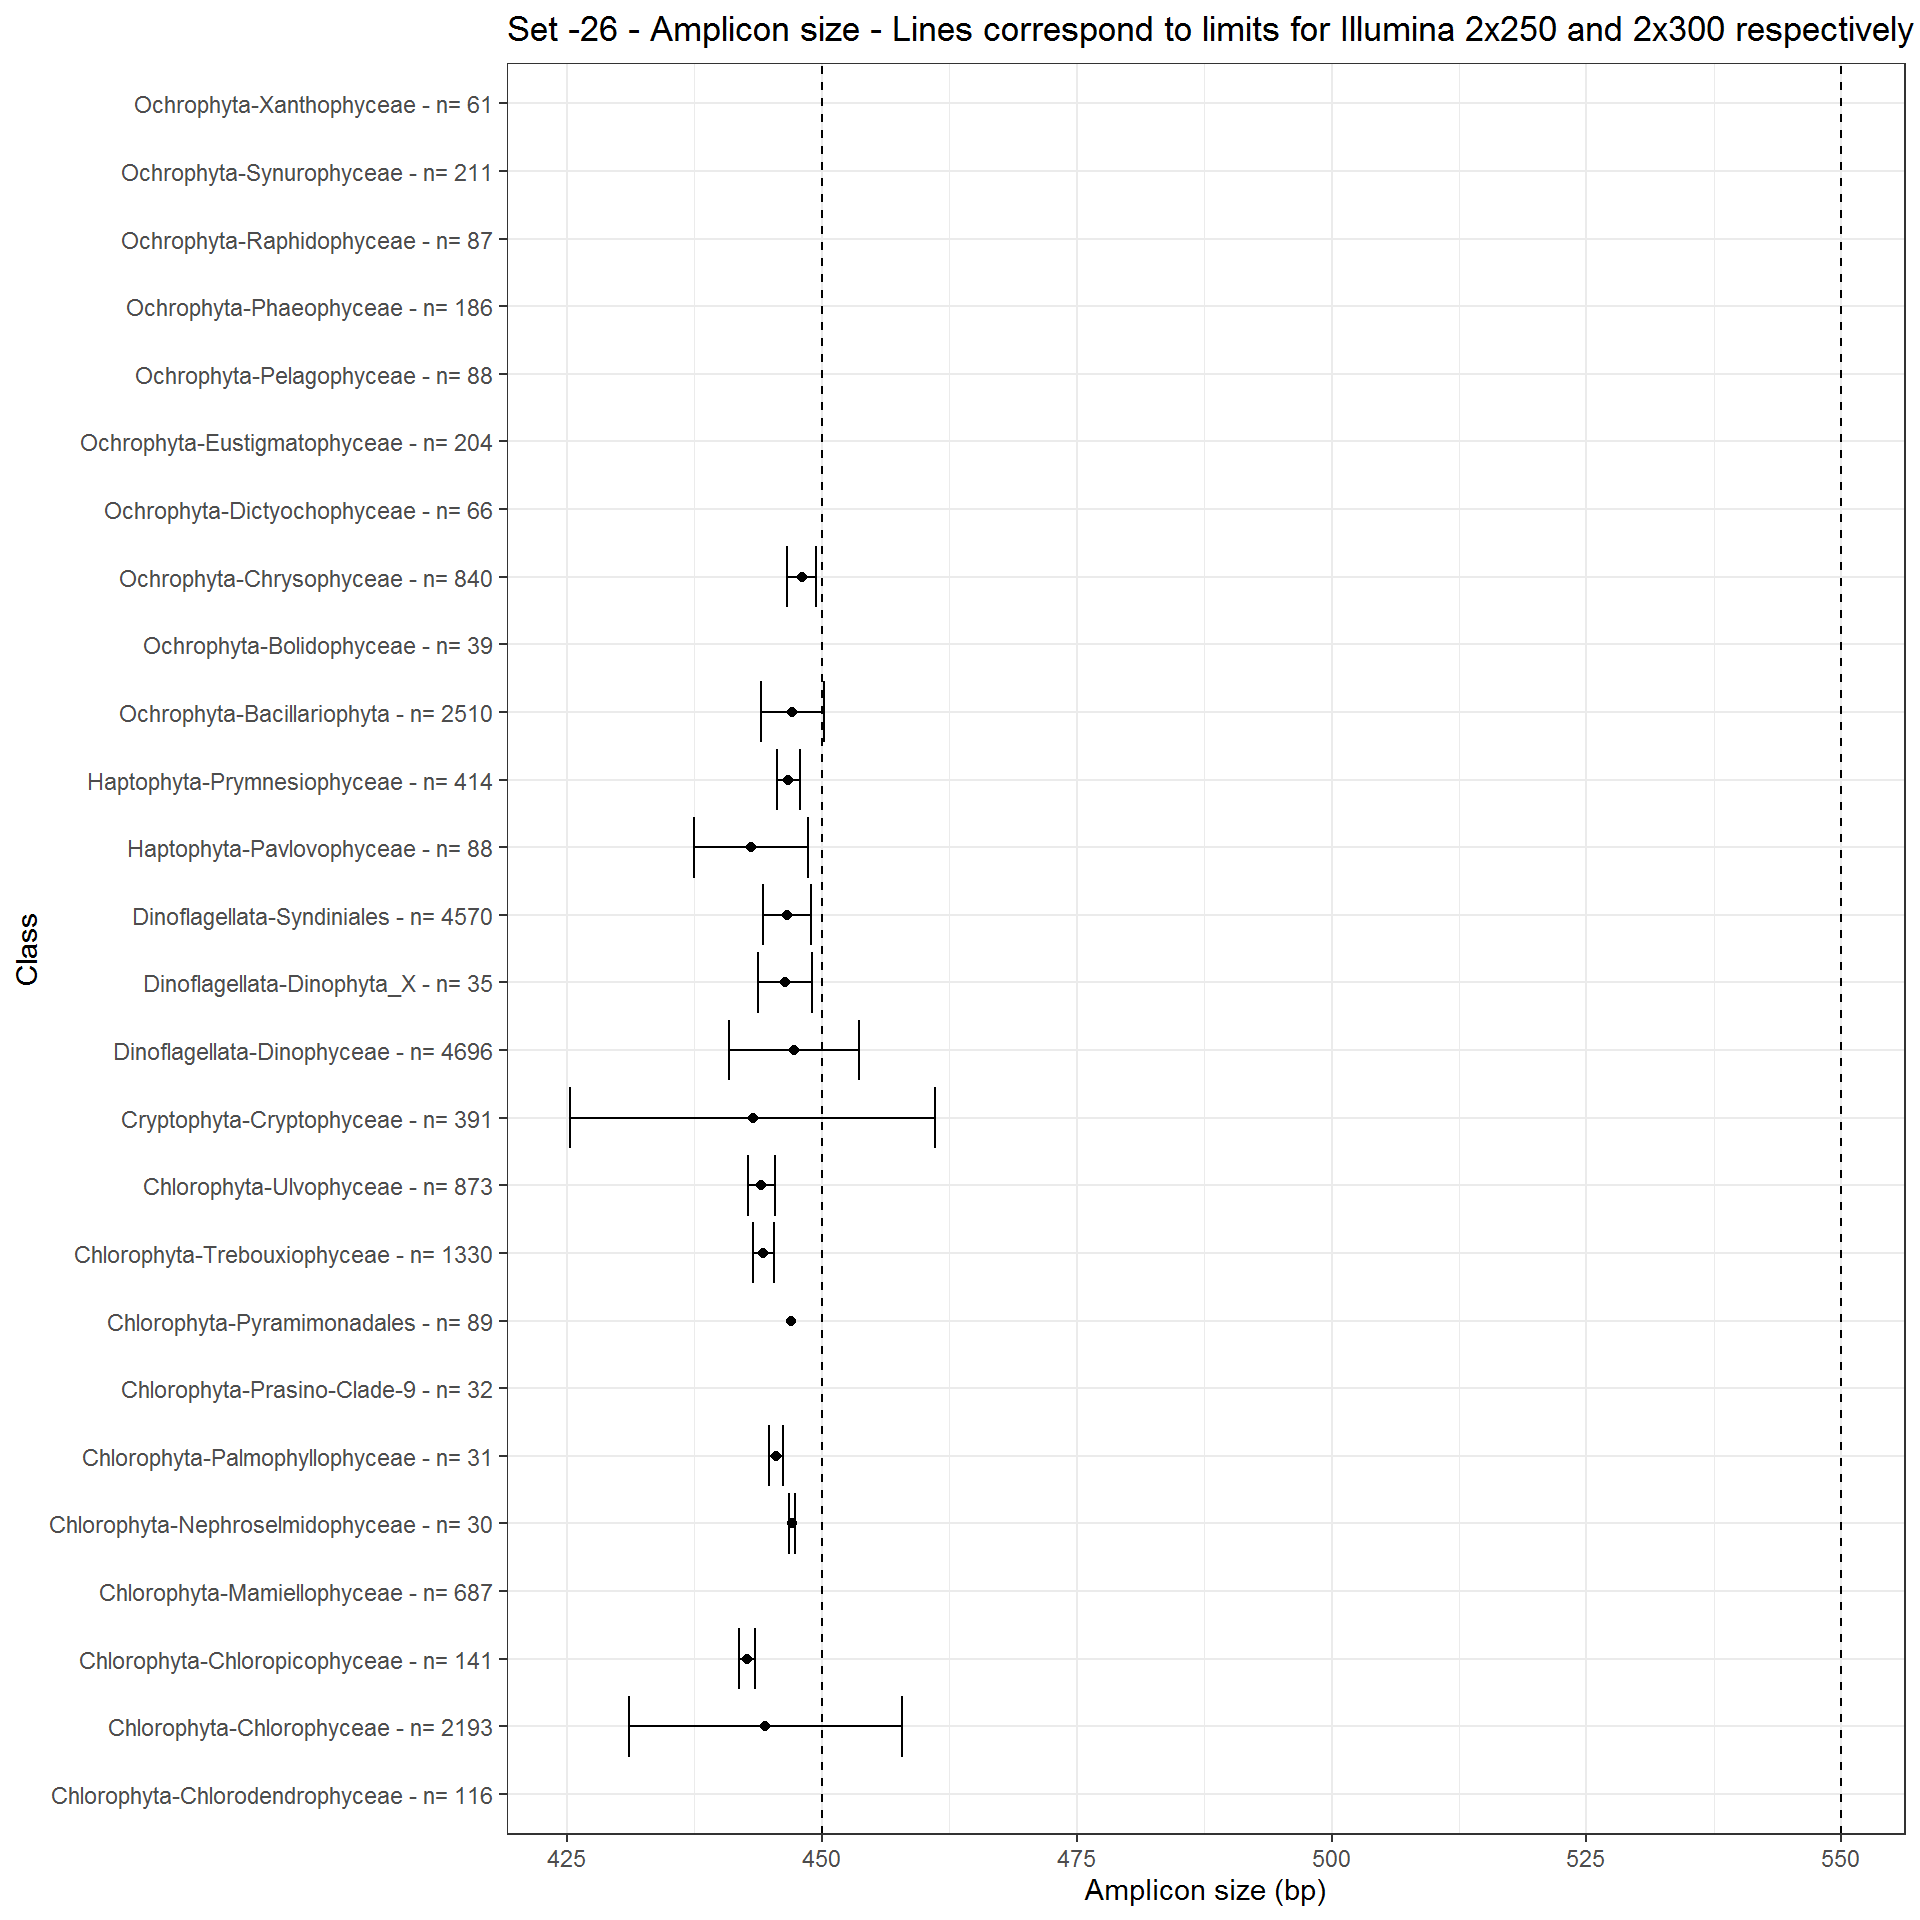 Set -26 - Amplicon size - Lines correspond to limits for Illumina 2x250 and 2x300 respectively
Ochrophyta-Xanthophyceae - n= 61
Ochrophyta-Synurophyceae - n= 211
Ochrophyta-Raphidophyceae - n= 87
Ochrophyta-Phaeophyceae - n= 186
Ochrophyta-Pelagophyceae - n= 88
Ochrophyta-Eustigmatophyceae - n= 204
Ochrophyta-Dictyochophyceae - n= 66
Ochrophyta-Chrysophyceae - n= 840
Ochrophyta-Bolidophyceae - n= 39
Ochrophyta-Bacillariophyta - n= 2510
Haptophyta-Prymnesiophyceae - n= 414
Haptophyta-Pavlovophyceae - n= 88
Dinoflagellata-Syndiniales - n= 4570
Dinoflagellata-Dinophyta_X - n= 35
Dinoflagellata-Dinophyceae - n= 4696
Cryptophyta-Cryptophyceae - n= 391
Chlorophyta-Ulvophyceae - n= 873
Chlorophyta-Trebouxiophyceae - n= 1330
Chlorophyta-Pyramimonadales - n= 89
Chlorophyta-Prasino-Clade-9 - n= 32
Chlorophyta-Palmophyllophyceae - n= 31
Chlorophyta-Nephroselmidophyceae - n= 30
Chlorophyta-Mamiellophyceae - n= 687
Chlorophyta-Chloropicophyceae - n= 141
Chlorophyta-Chlorophyceae - n= 2193
Chlorophyta-Chlorodendrophyceae - n= 116
Class
425 450 475 500 525 550
Amplicon size (bp)